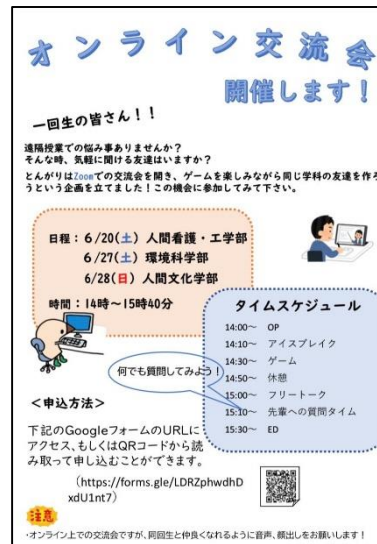 オンライン交流会
開催します！
一回生の皆さん！！
遠隔授業での悩み事ありませんか？
そんな時、気軽に聞ける友達はいますか？
とんがりはZoomでの交流会を開き、ゲームを楽しみながら同じ学科の友達を作ろ
うという企画を立てました！この機会に参加してみて下さい。
日程：６/20(土) 人間看護・工学部
６/27(土) 環境科学部
6/28(日) 人間文化学部
時間：14時～15時40分
タイムスケジュール
14:00～ OP
14:10～ アイスブレイク
14:30～ ゲーム
14:50～ 休憩
15:00～ フリートーク
15:10～ 先輩への質問タイム
15:30～ ED
何でも質問してみよう！
＜申込方法＞
下記のGoogleフォームのURLに
アクセス、もしくはQRコードから読
み取って申し込むことができます。
（https://forms.gle/LDRZphwdhD
xdU1nt7）
注意
・オンライン上での交流会ですが、同回生と仲良くなれるように音声、顔出しをお願いします！